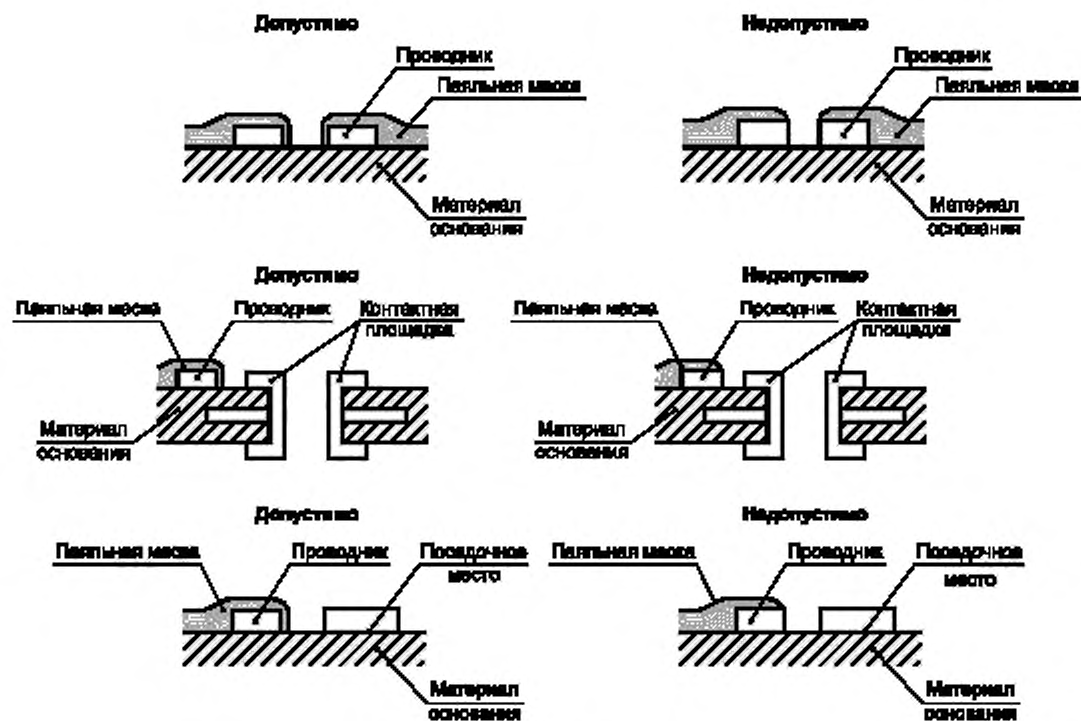 Допустимо
Недопустимо
Проводник
Проводник
Паяльная маска
Паяльная маска
Материал
основания
Материал
основания
Допустимо
Недопустимо
Паяльная маска
Проводник
Контактная
площадка
Паяльная маска
Проводник
Контактная
площадка
Материал
основания
Материал
основания
Допустимо
Недопустимо
Паяльная маска
Проводник
Посадочное
место
Паяльная маска
Проводник
Посадочное
место
Материал
основания
Материал
основания